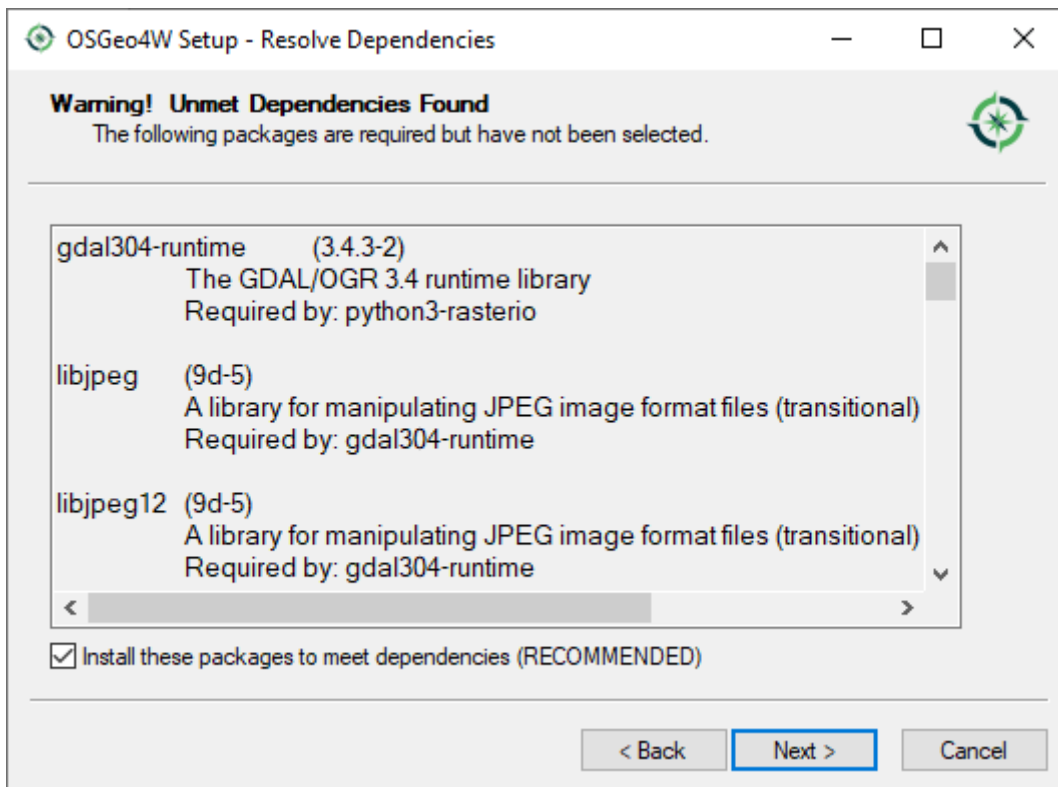 OSGeo4W Setup - Resolve Dependencies
Warning! Unmet Dependencies Found
The following packages are required but have not been selected.
gdal304-runtime (3.4.3-2)
The GDAL/OGR 3.4 runtime library
Required by: python3-rasterio
libjpeg (9d-5)
A library for manipulating JPEG image format files (transitional)
Required by: gdal304-runtime
libjpeg12 (9d-5)
A library for manipulating JPEG image format files (transitional)
Required by: gdal304-runtime
Install these packages to meet dependencies (RECOMMENDED)
< Back Next > Cancel